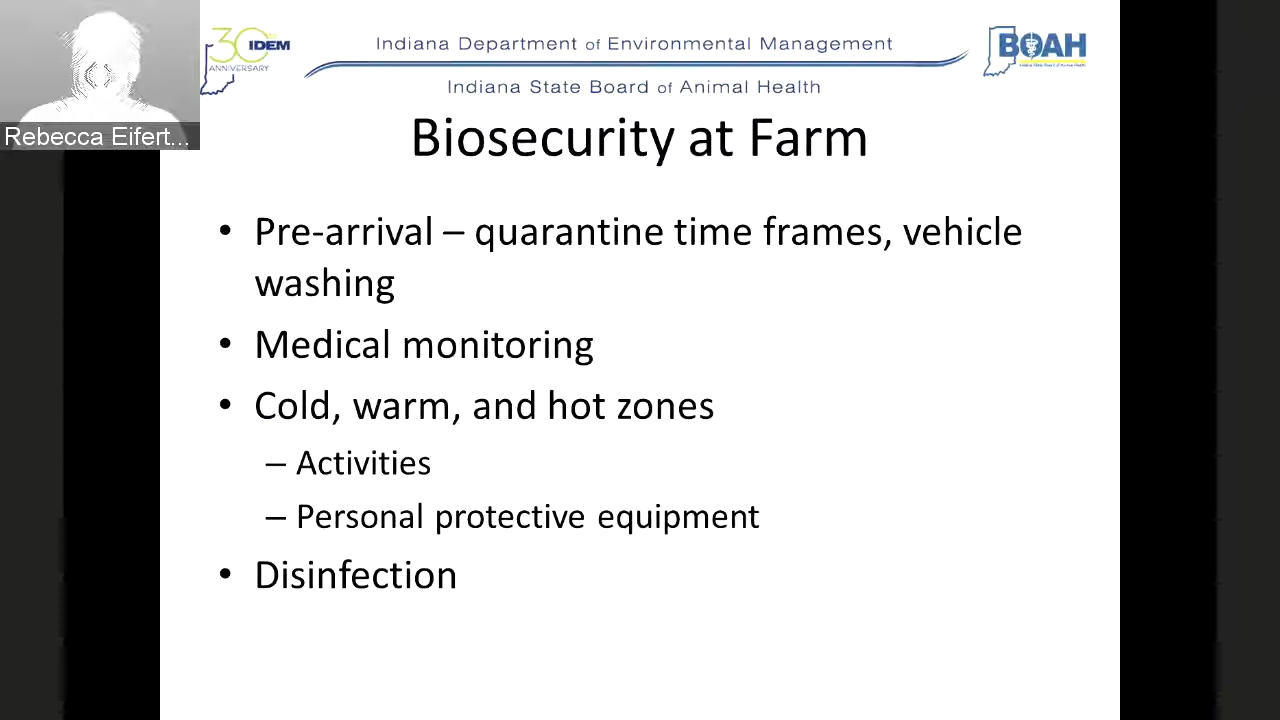 30
IDEM
ANNIVERSARY
Indiana Department of Environmental Management
Indiana State Board of Animal Health
BOAH
Rebecca Eifert...
Biosecurity at Farm
• Pre-arrival – quarantine time frames, vehicle
washing
• Medical monitoring
• Cold, warm, and hot zones
– Activities
– Personal protective equipment
• Disinfection